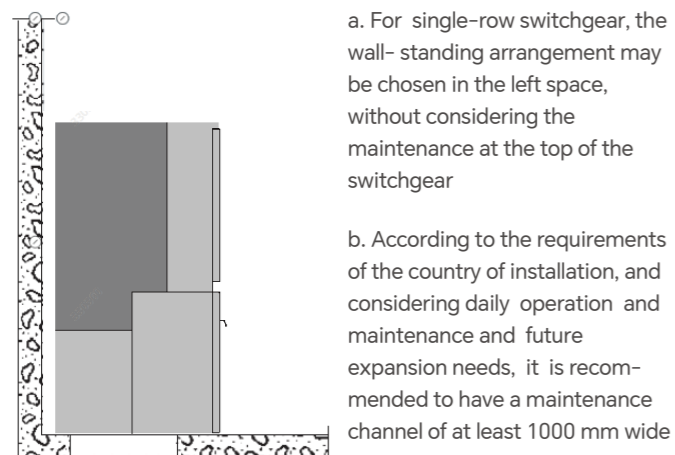 a. For single-row switchgear, the
wall- standing arrangement may
be chosen in the left space,
without considering the
maintenance at the top of the
switchgear
b. According to the requirements
of the country of installation, and
considering daily operation and
maintenance and future
expansion needs, it is recom-
mended to have a maintenance
channel of at least 1000 mm wide